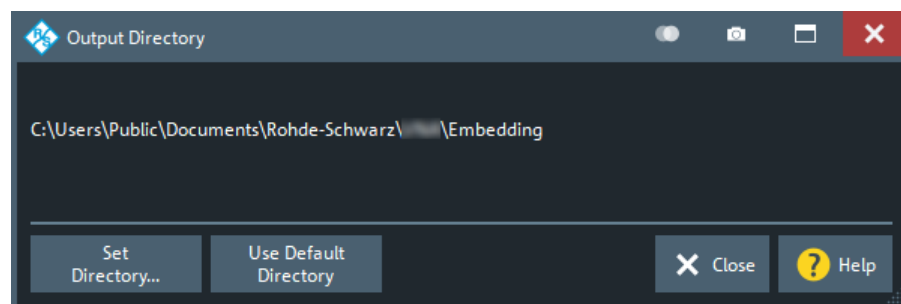 Output Directory
C:\Users\Public\Documents\Rohde-Schwarz\ \Embedding
Set
Directory...
Use Default
Directory
Close
? Help